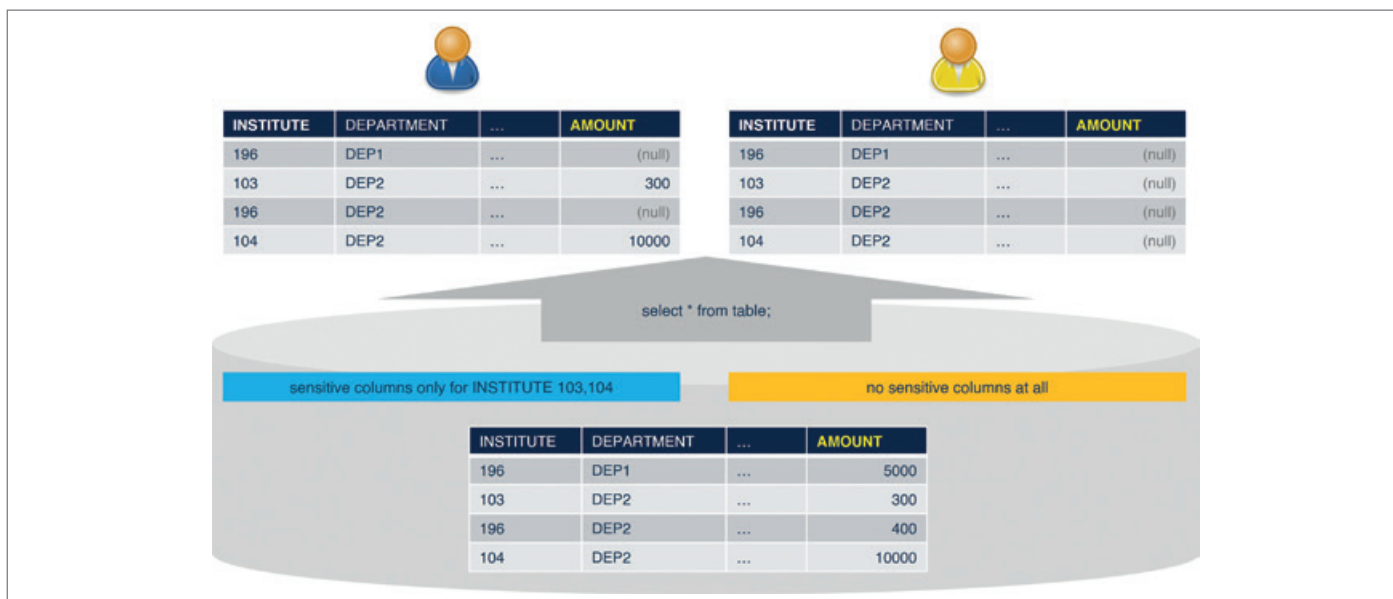 INSTITUTE DEPARTMENT ... AMOUNT
196 DEP1 ... (null)
103 DEP2 ... 300
196 DEP2 ... (null)
104 DEP2 ... 10000
INSTITUTE DEPARTMENT ... AMOUNT
196 DEP1 ... (null)
103 DEP2 ... (null)
196 DEP2 ... (null)
104 DEP2 ... (null)
select * from table;
sensitive columns only for INSTITUTE 103,104
no sensitive columns at all
INSTITUTE DEPARTMENT ... AMOUNT
196 DEP1 ... 5000
103 DEP2 ... 300
196 DEP2 ... 400
104 DEP2 ... 10000